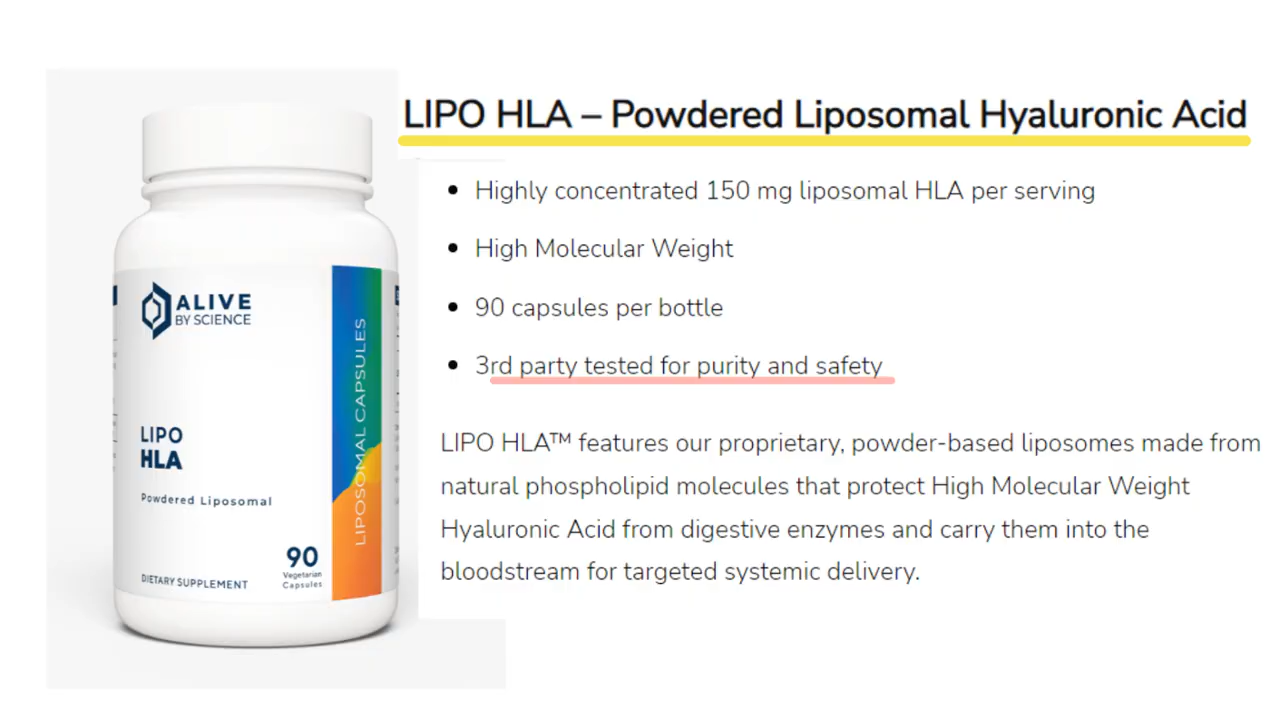 LIPO HLA – Powdered Liposomal Hyaluronic Acid
Highly concentrated 150 mg liposomal HLA per serving
High Molecular Weight
90 capsules per bottle
3rd party tested for purity and safety
LIPO HLA™ features our proprietary, powder-based liposomes made from
natural phospholipid molecules that protect High Molecular Weight
Hyaluronic Acid from digestive enzymes and carry them into the
bloodstream for targeted systemic delivery.
ALIVE
BY SCIENCE
LIPO
HLA
Powdered Liposomal
90
Vegetarian
Capsules
DIETARY SUPPLEMENT
LIPOSOMAL CAPSULES